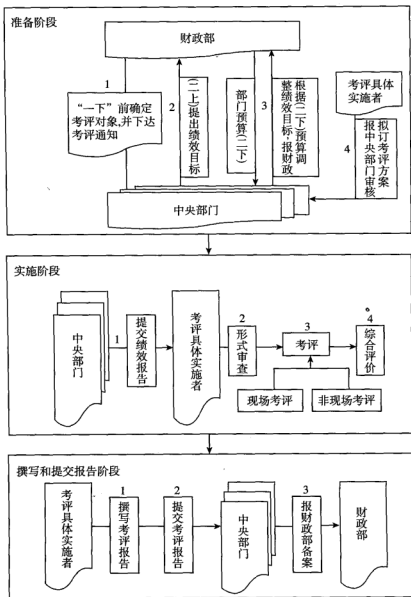 准备阶段
财政部
1
“一下”前确定
考评对象,并下达
考评通知
2
(二上)提出绩效目标
部门预算(二下)
3
根据(二下)预算调
整绩效目标,报财政
考评具体
实施者
4
拟订考评方案
报中央部门审核
中央部门
实施阶段
中央部门
1
提交绩效报告
考评具体实施者
2
形式审查
3
考评
4
综合评价
现场考评
非现场考评
撰写和提交报告阶段
考评具体实施者
1
撰写考评报告
2
提交考评报告
中央部门
3
报财政部备案
财政部